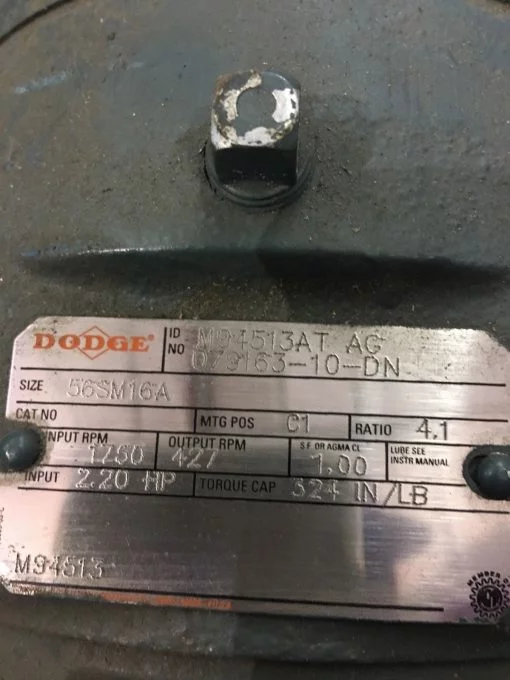 DODGE
ID NO M94513AT AG
079163-10-DN
SIZE 56SM16A
CAT NO MTG POS C1 RATIO 4.1
INPUT RPM 1750 OUTPUT RPM 427 S.F. OR AGMA CL 1.00 LUBE SEE INSTR MANUAL
INPUT 2.20 HP TORQUE CAP 324 IN/LB
M94513
MEMBER